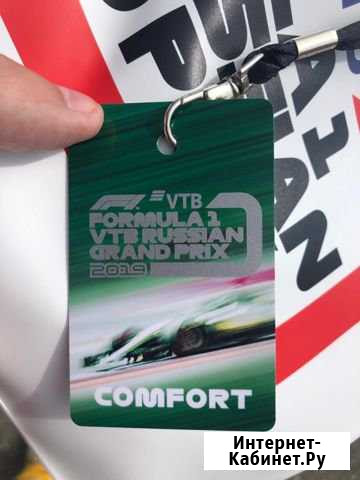 F1. VTB
FORMULA 1
VTB RUSSIAN
GRAND PRIX
2019
COMFORT
Интернет-
Кабинет.Ру